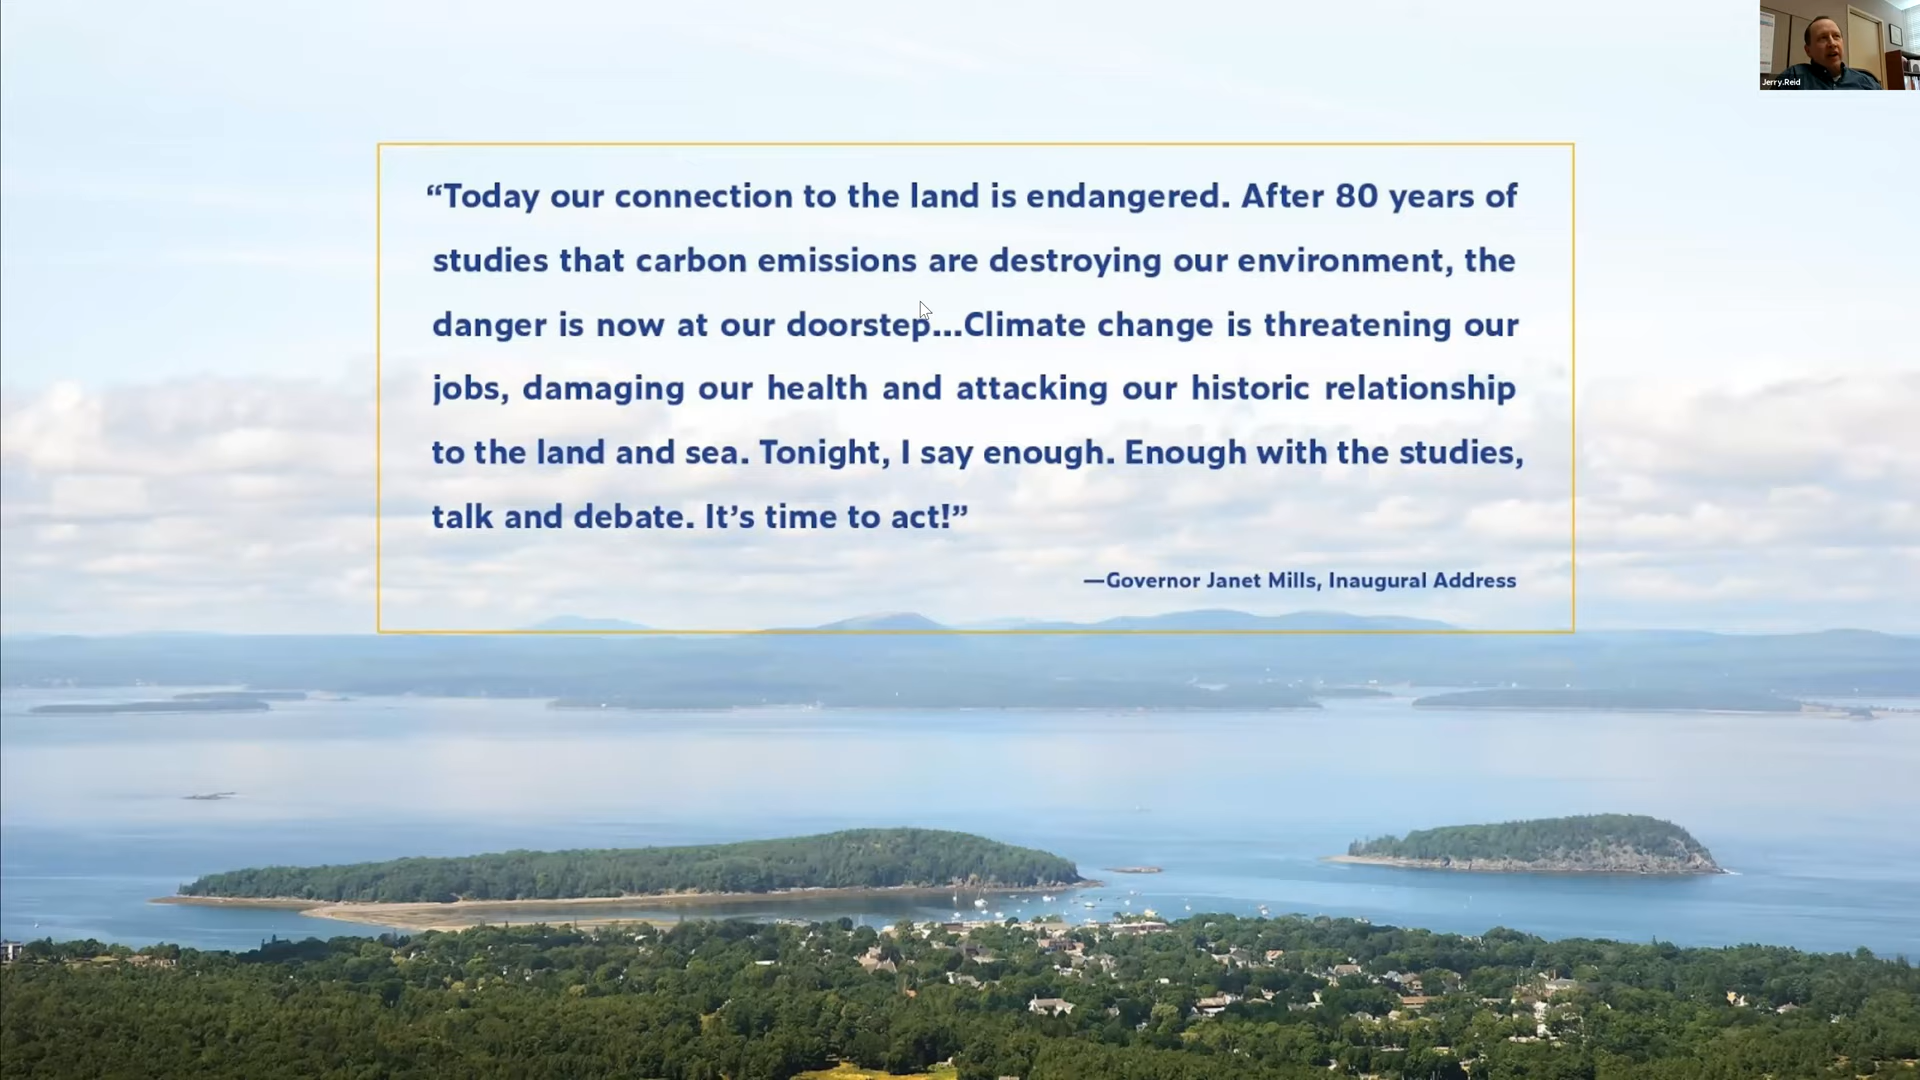 Jerry.Reid
“Today our connection to the land is endangered. After 80 years of
studies that carbon emissions are destroying our environment, the
danger is now at our doorstep...Climate change is threatening our
jobs, damaging our health and attacking our historic relationship
to the land and sea. Tonight, I say enough. Enough with the studies,
talk and debate. It’s time to act!”
—Governor Janet Mills, Inaugural Address